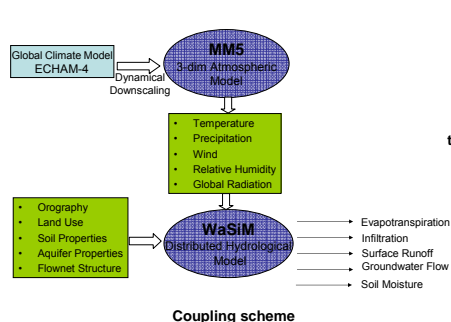 Global Climate Model
ECHAM-4
Dynamical
Downscaling
MM5
3-dim Atmospheric
Model
• Temperature
• Precipitation
• Wind
• Relative Humidity
• Global Radiation
t
• Orography
• Land Use
• Soil Properties
• Aquifer Properties
• Flownet Structure
WaSiM
Distributed Hydrological
Model
Evapotranspiration
Infiltration
Surface Runoff
Groundwater Flow
Soil Moisture
Coupling scheme